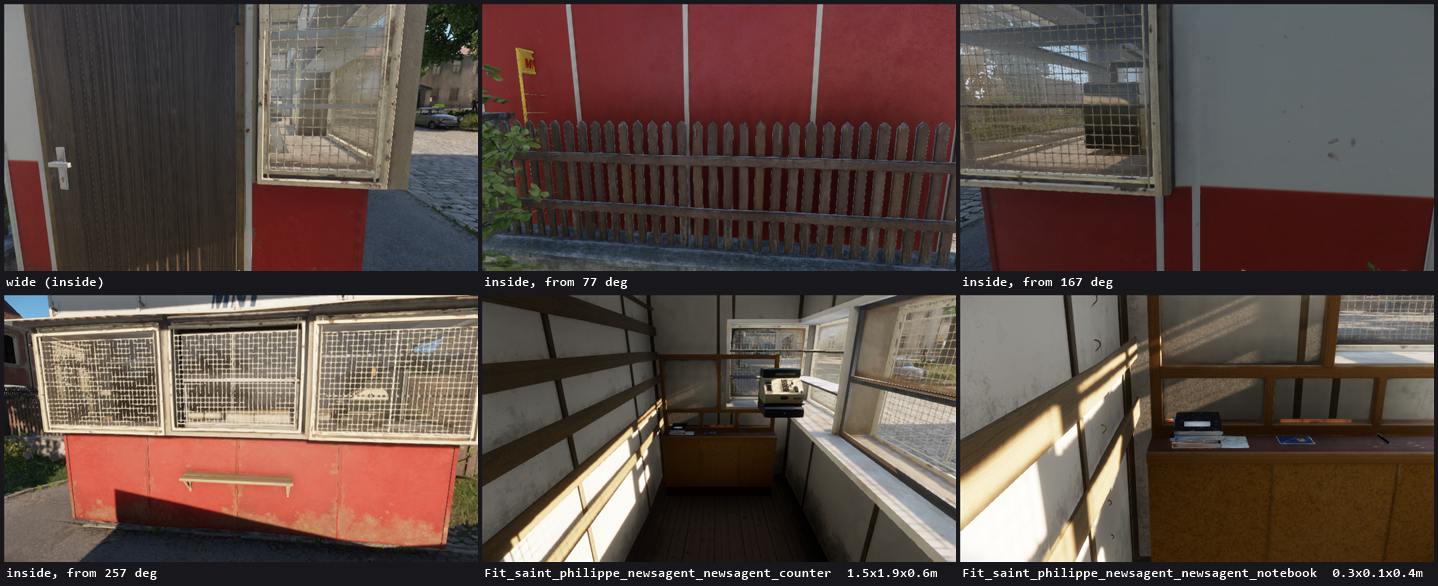 wide (inside)
inside, from 77 deg
inside, from 167 deg
inside, from 257 deg
Fit_saint_philippe_newsagent_newsagent_counter 1.5x1.9x0.6m
Fit_saint_philippe_newsagent_newsagent_notebook 0.3x0.1x0.4m